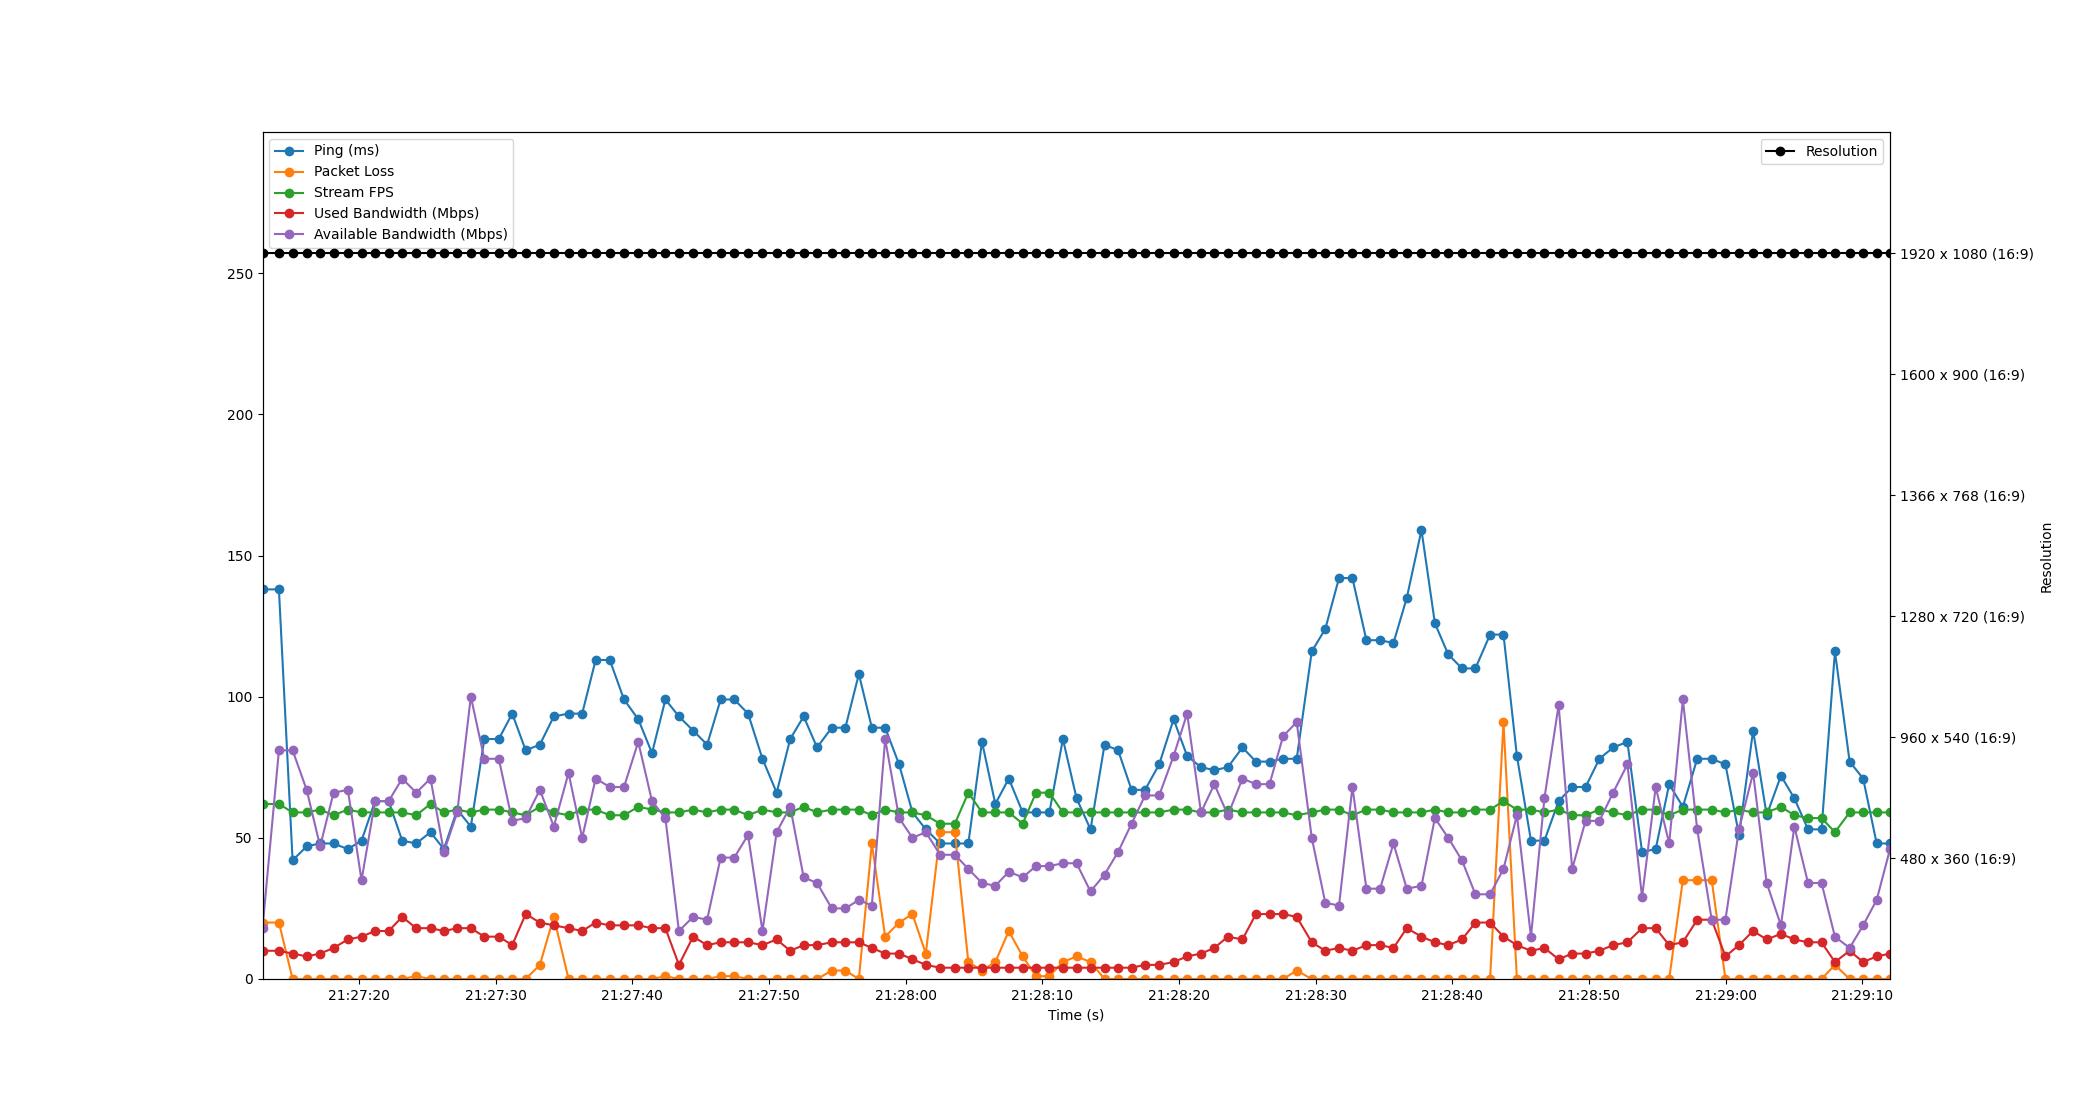 Ping (ms)
Packet Loss
Stream FPS
Used Bandwidth (Mbps)
Available Bandwidth (Mbps)
Resolution
250
200
150
100
50
0
1920 x 1080 (16:9)
1600 x 900 (16:9)
1366 x 768 (16:9)
1280 x 720 (16:9)
960 x 540 (16:9)
480 x 360 (16:9)
Resolution
21:27:20
21:27:30
21:27:40
21:27:50
21:28:00
21:28:10
21:28:20
21:28:30
21:28:40
21:28:50
21:29:00
21:29:10
Time (s)